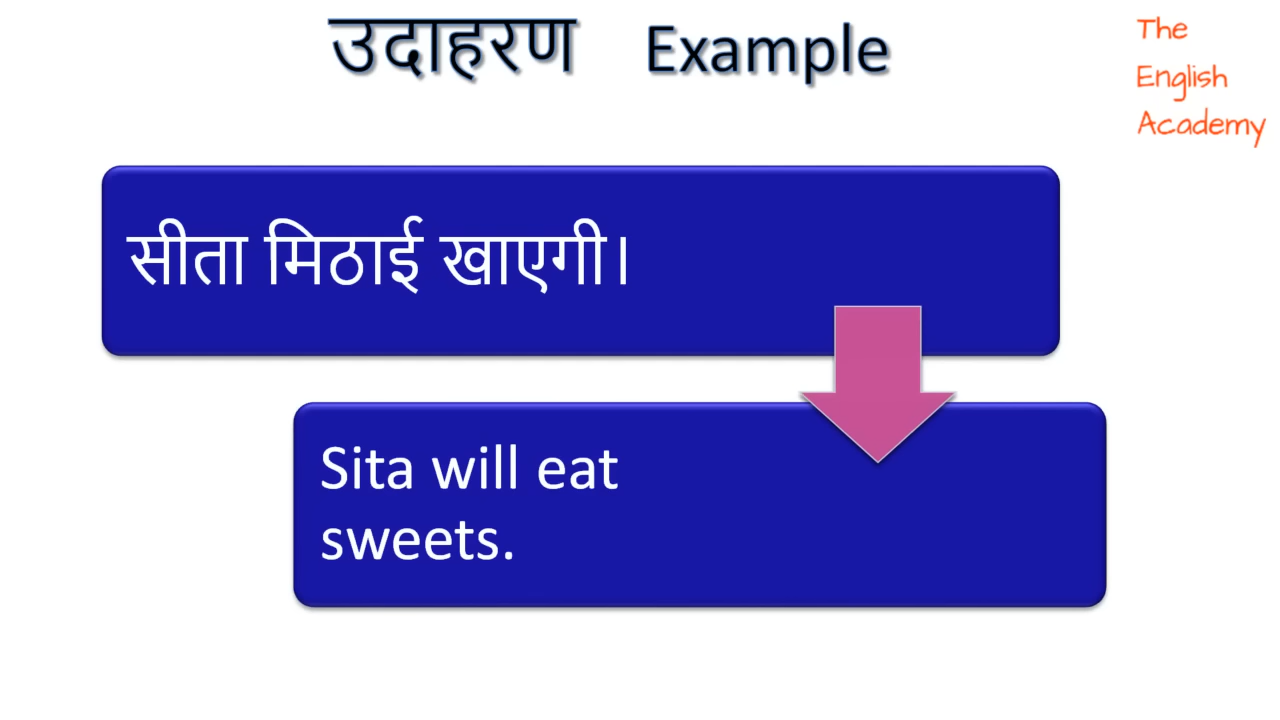 उदाहरण Example
The
English
Academy
सीता मिठाई खाएगी।
Sita will eat
sweets.